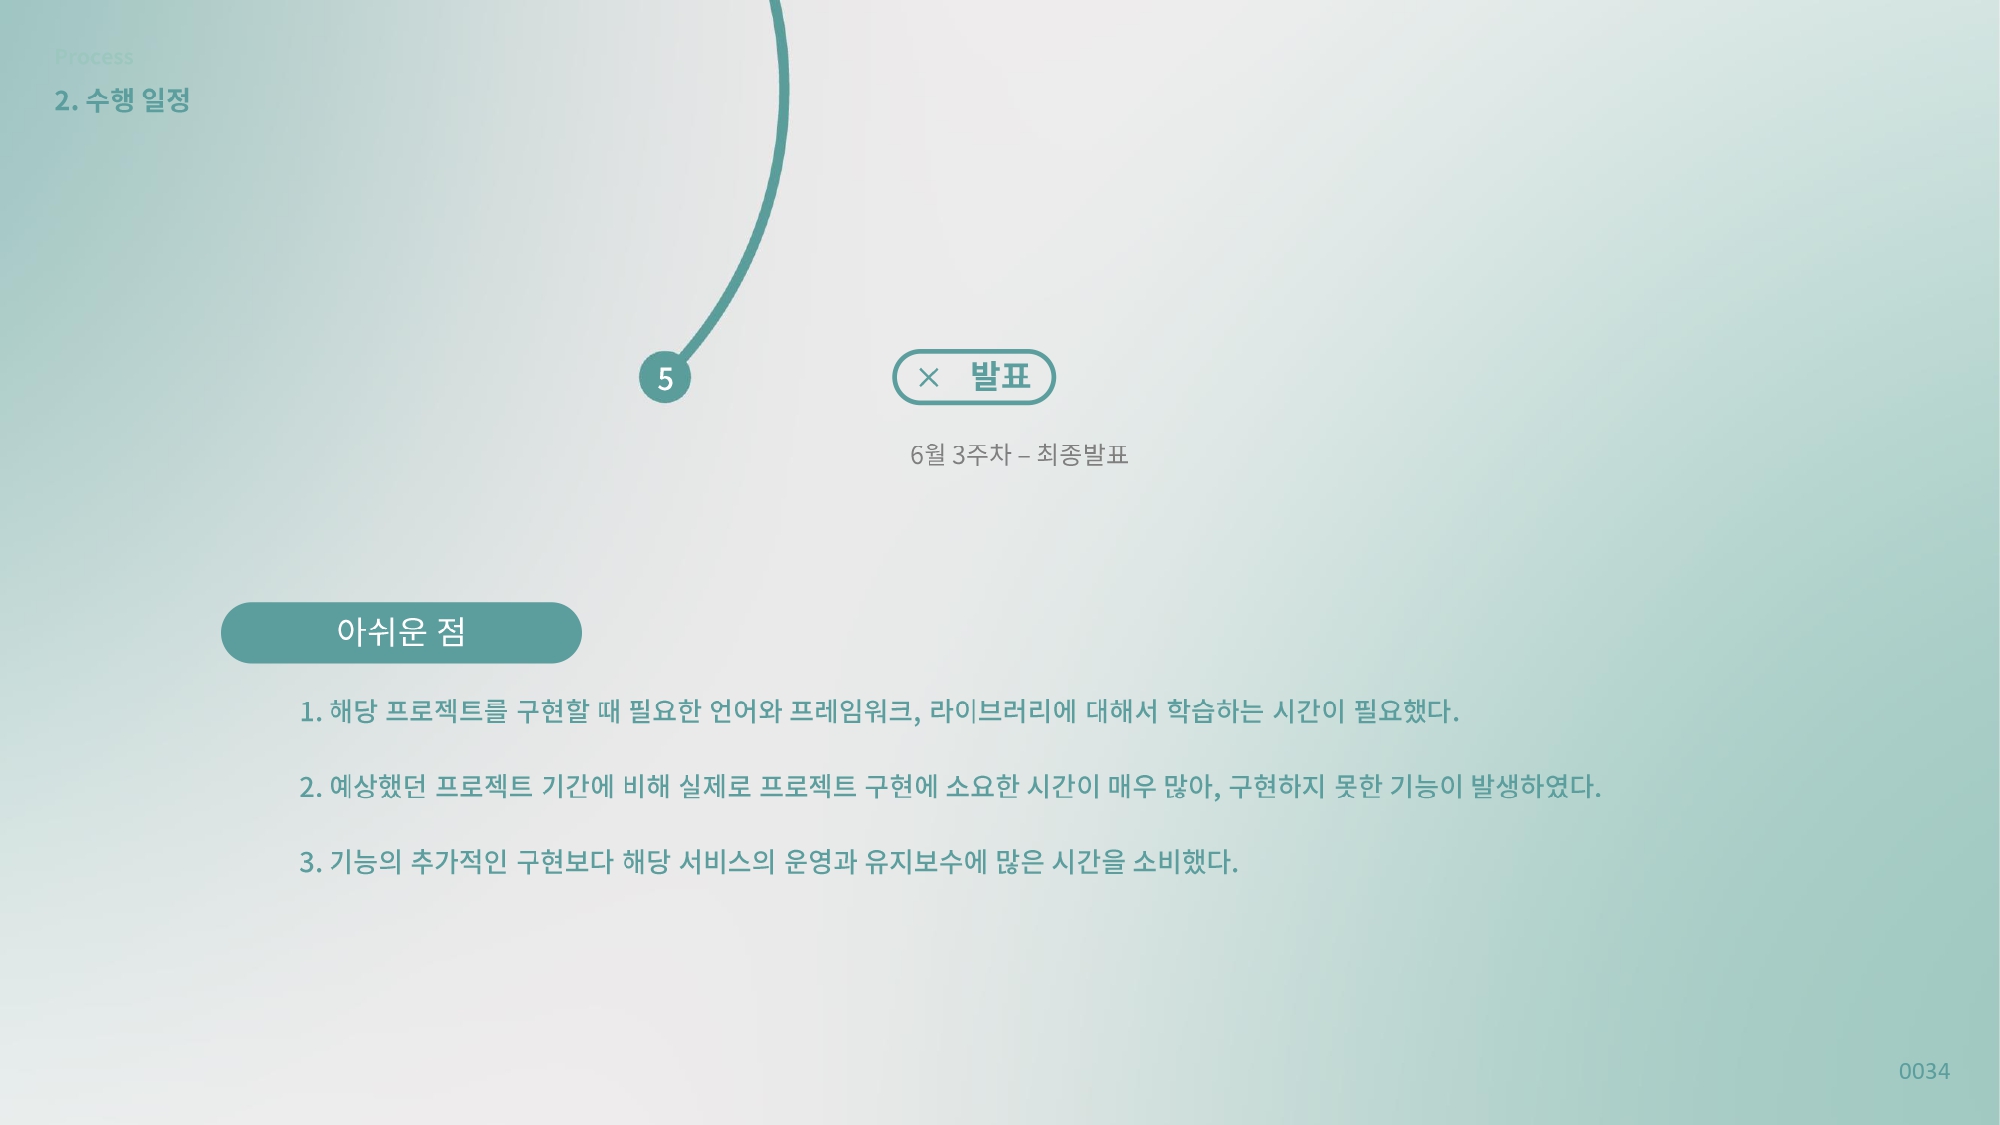 Process
2. 수행 일정
5
× 발표
6월 3주차 – 최종발표
아쉬운 점
1. 해당 프로젝트를 구현할 때 필요한 언어와 프레임워크, 라이브러리에 대해서 학습하는 시간이 필요했다.
2. 예상했던 프로젝트 기간에 비해 실제로 프로젝트 구현에 소요한 시간이 매우 많아, 구현하지 못한 기능이 발생하였다.
3. 기능의 추가적인 구현보다 해당 서비스의 운영과 유지보수에 많은 시간을 소비했다.
0034